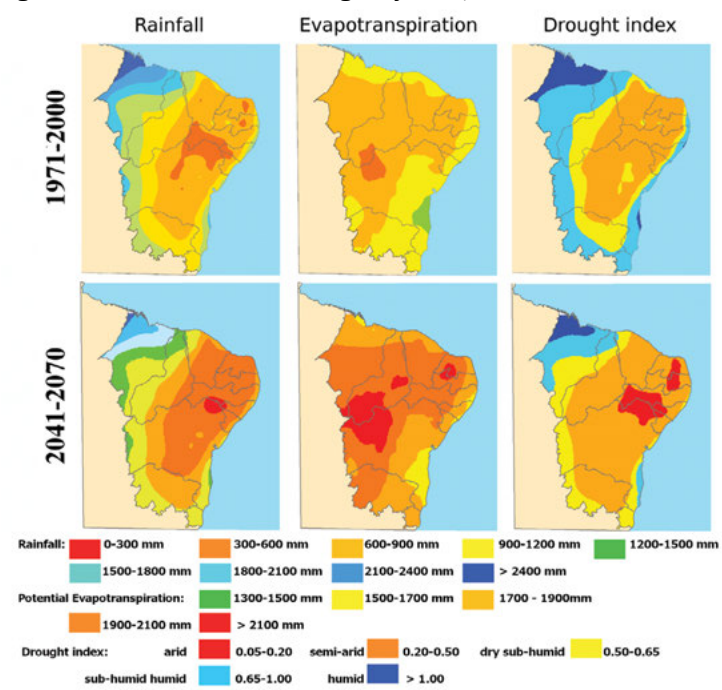 Rainfall Evapotranspiration Drought index
1971-2000
2041-2070
Rainfall: 0-300 mm 300-600 mm 600-900 mm 900-1200 mm 1200-1500 mm
1500-1800 mm 1800-2100 mm 2100-2400 mm > 2400 mm
Potential Evapotranspiration: 1300-1500 mm 1500-1700 mm 1700 - 1900mm
1900-2100 mm > 2100 mm
Drought index: arid 0.05-0.20 semi-arid 0.20-0.50 dry sub-humid 0.50-0.65
sub-humid humid 0.65-1.00 humid > 1.00